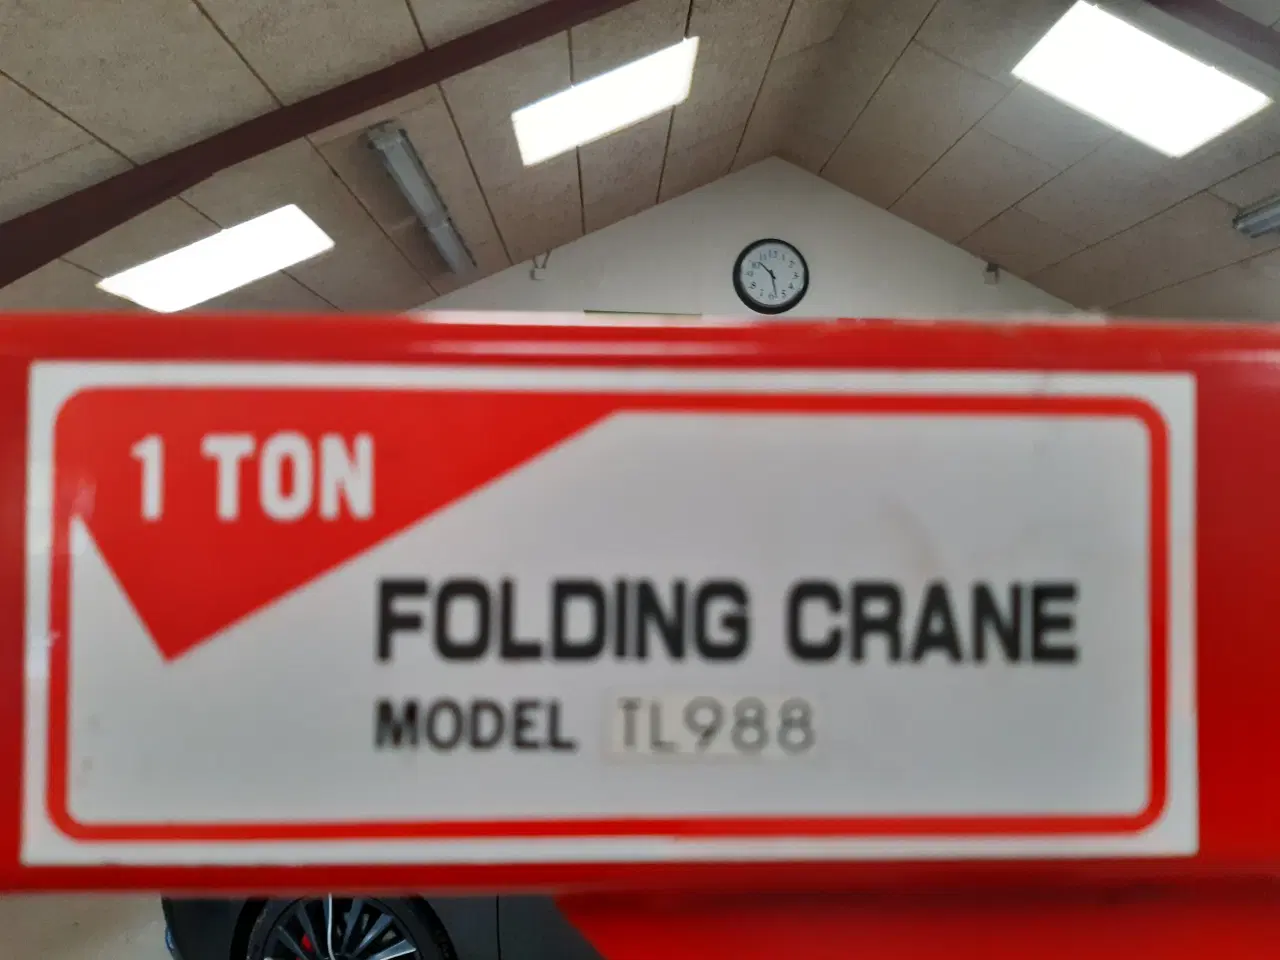 1 TON
FOLDING CRANE
MODEL TL988